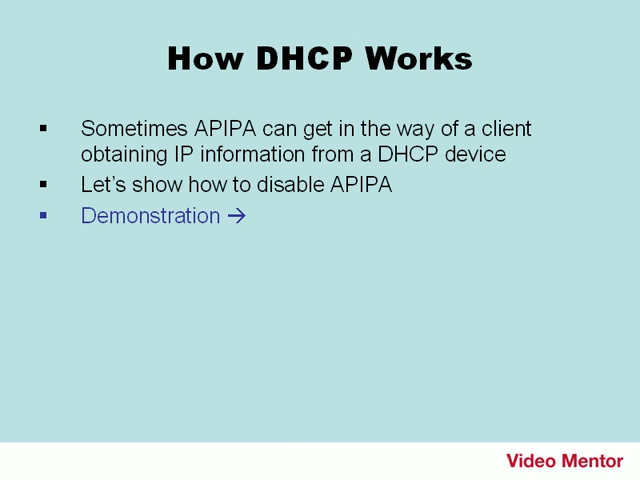 How DHCP Works
▪ Sometimes APIPA can get in the way of a client
obtaining IP information from a DHCP device
▪ Let's show how to disable APIPA
▪ Demonstration →
Video Mentor